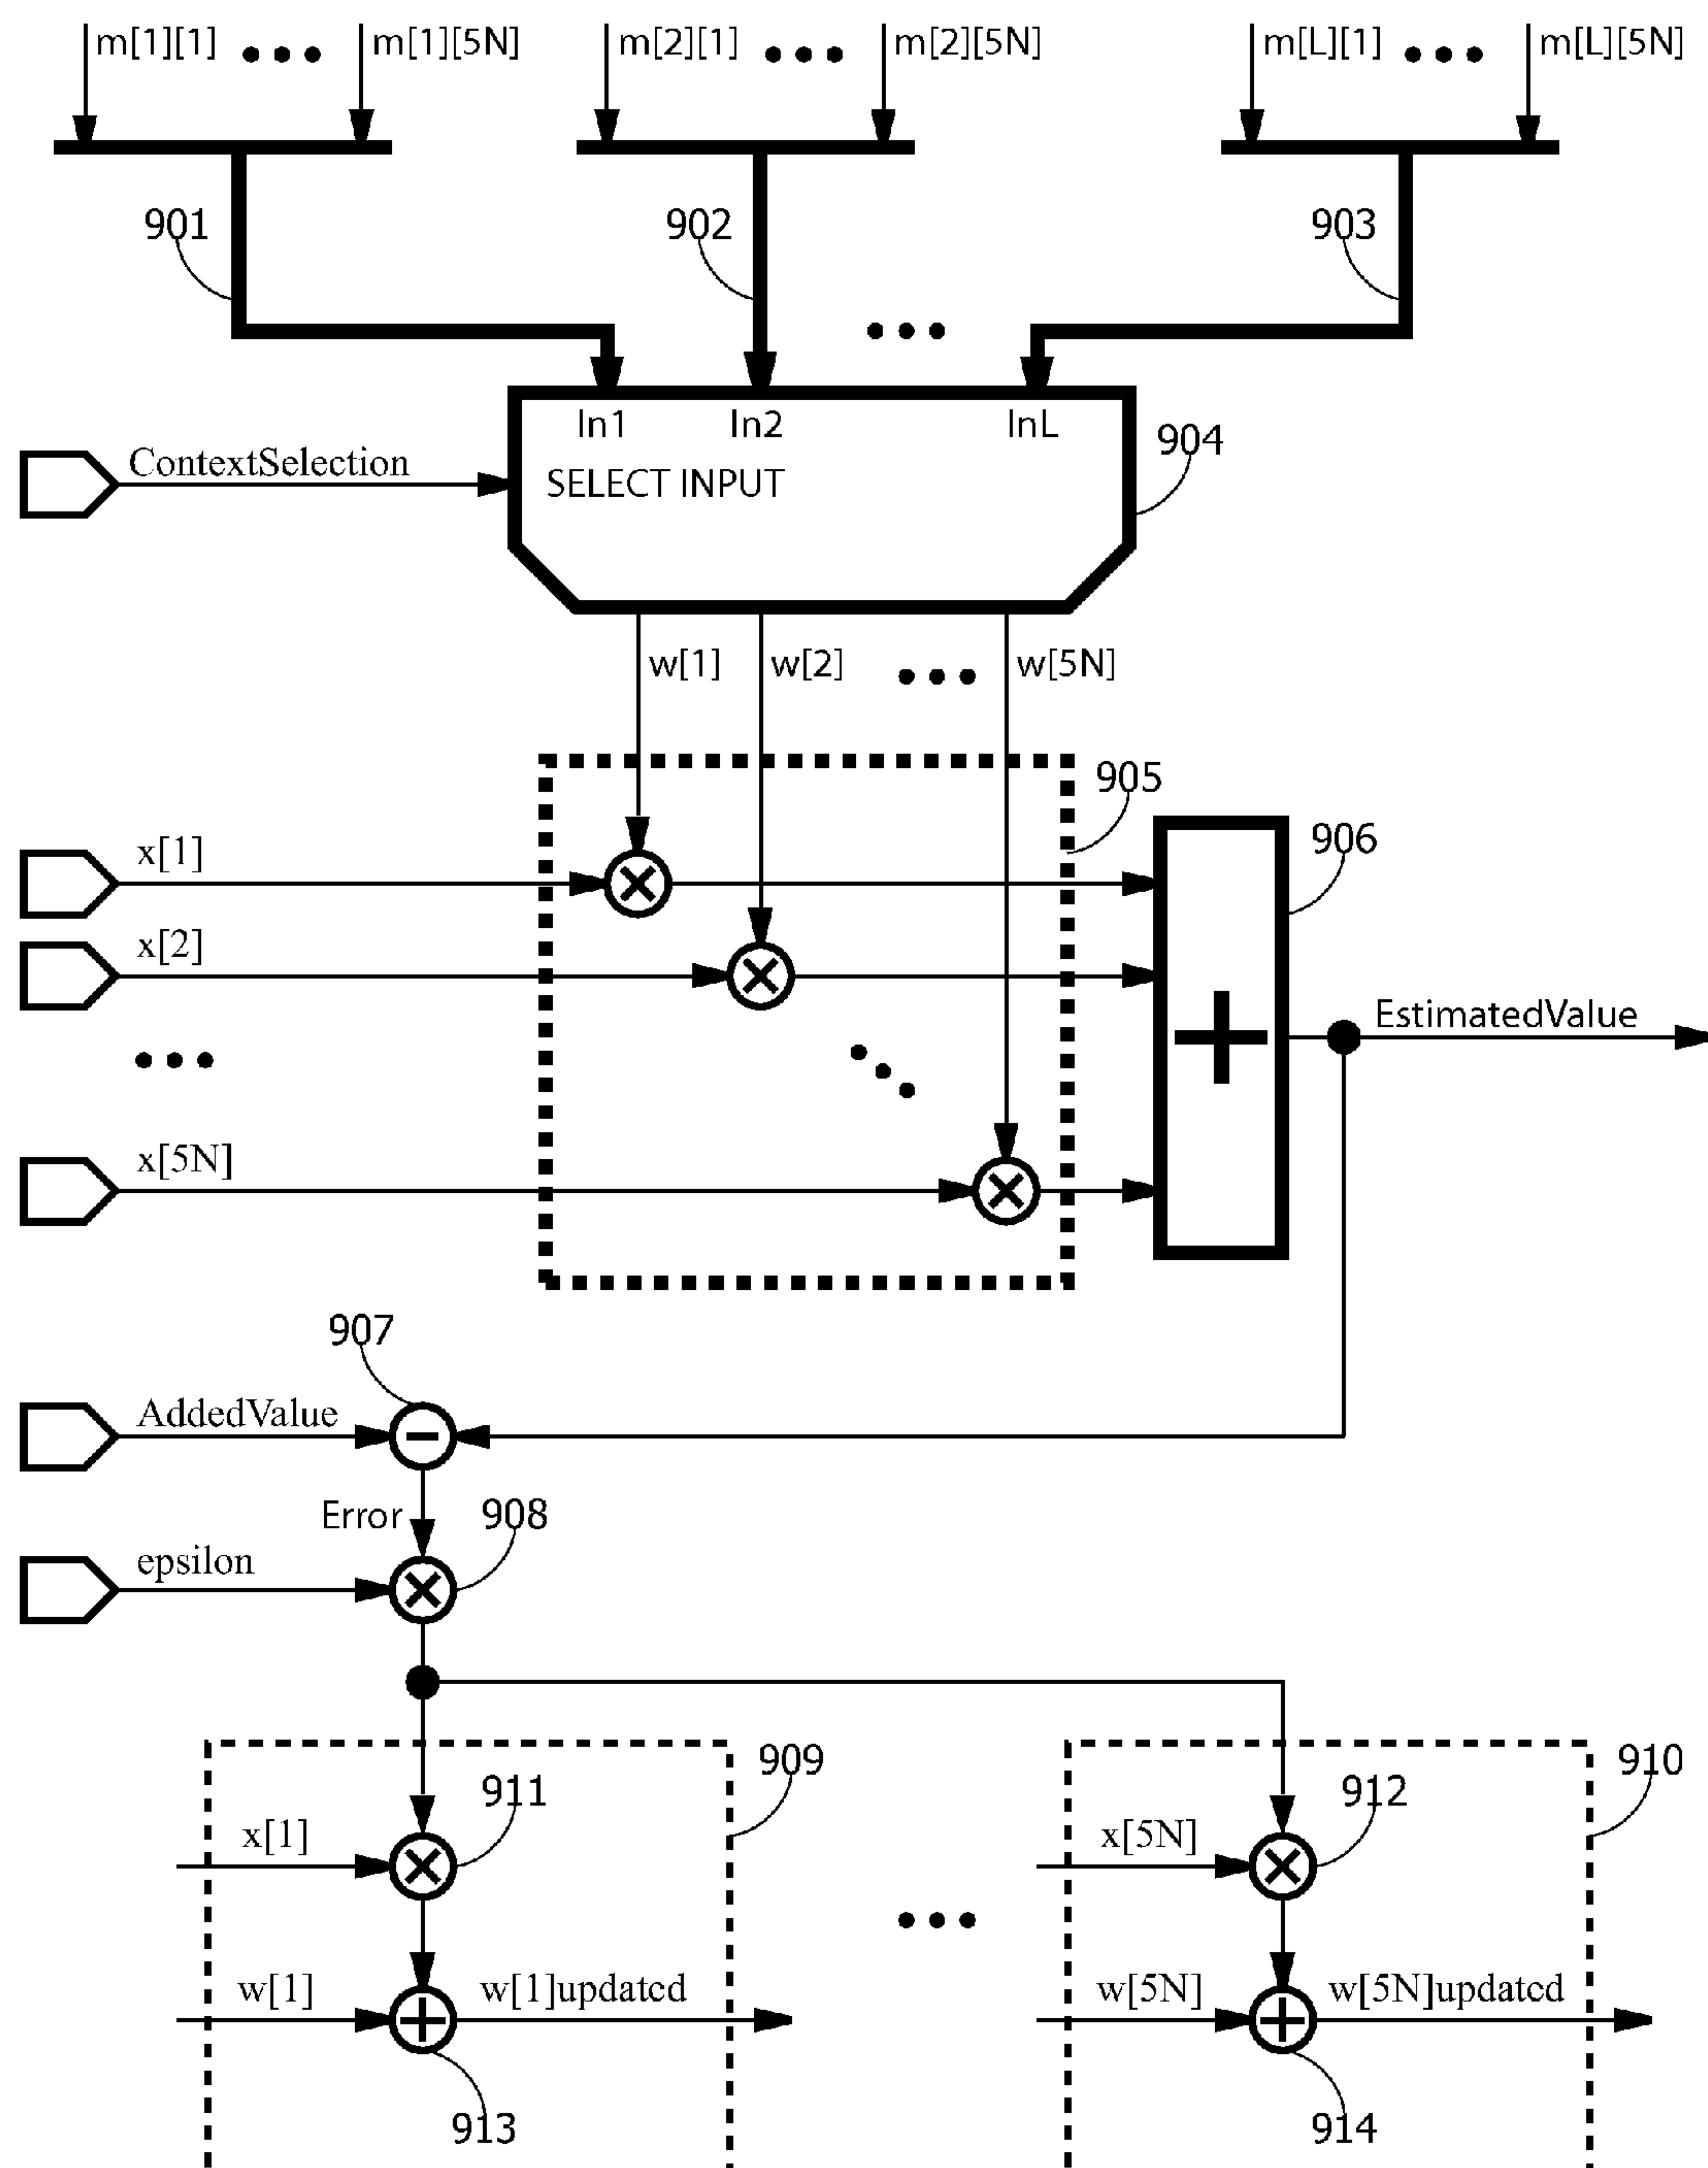 m[1][1] ••• m[1][5N] m[2][1] ••• m[2][5N] m[L][1] ••• m[L][5N]
901 902 903
•••
In1 In2 InL
904
ContextSelection
SELECT INPUT
w[1] w[2] ••• w[5N]
905
906
x[1]
x[2]
EstimatedValue
•••
x[5N]
907
AddedValue
Error 908
epsilon
909 910
911 912
x[1] x[5N]
•••
w[1] w[1]updated w[5N] w[5N]updated
913 914